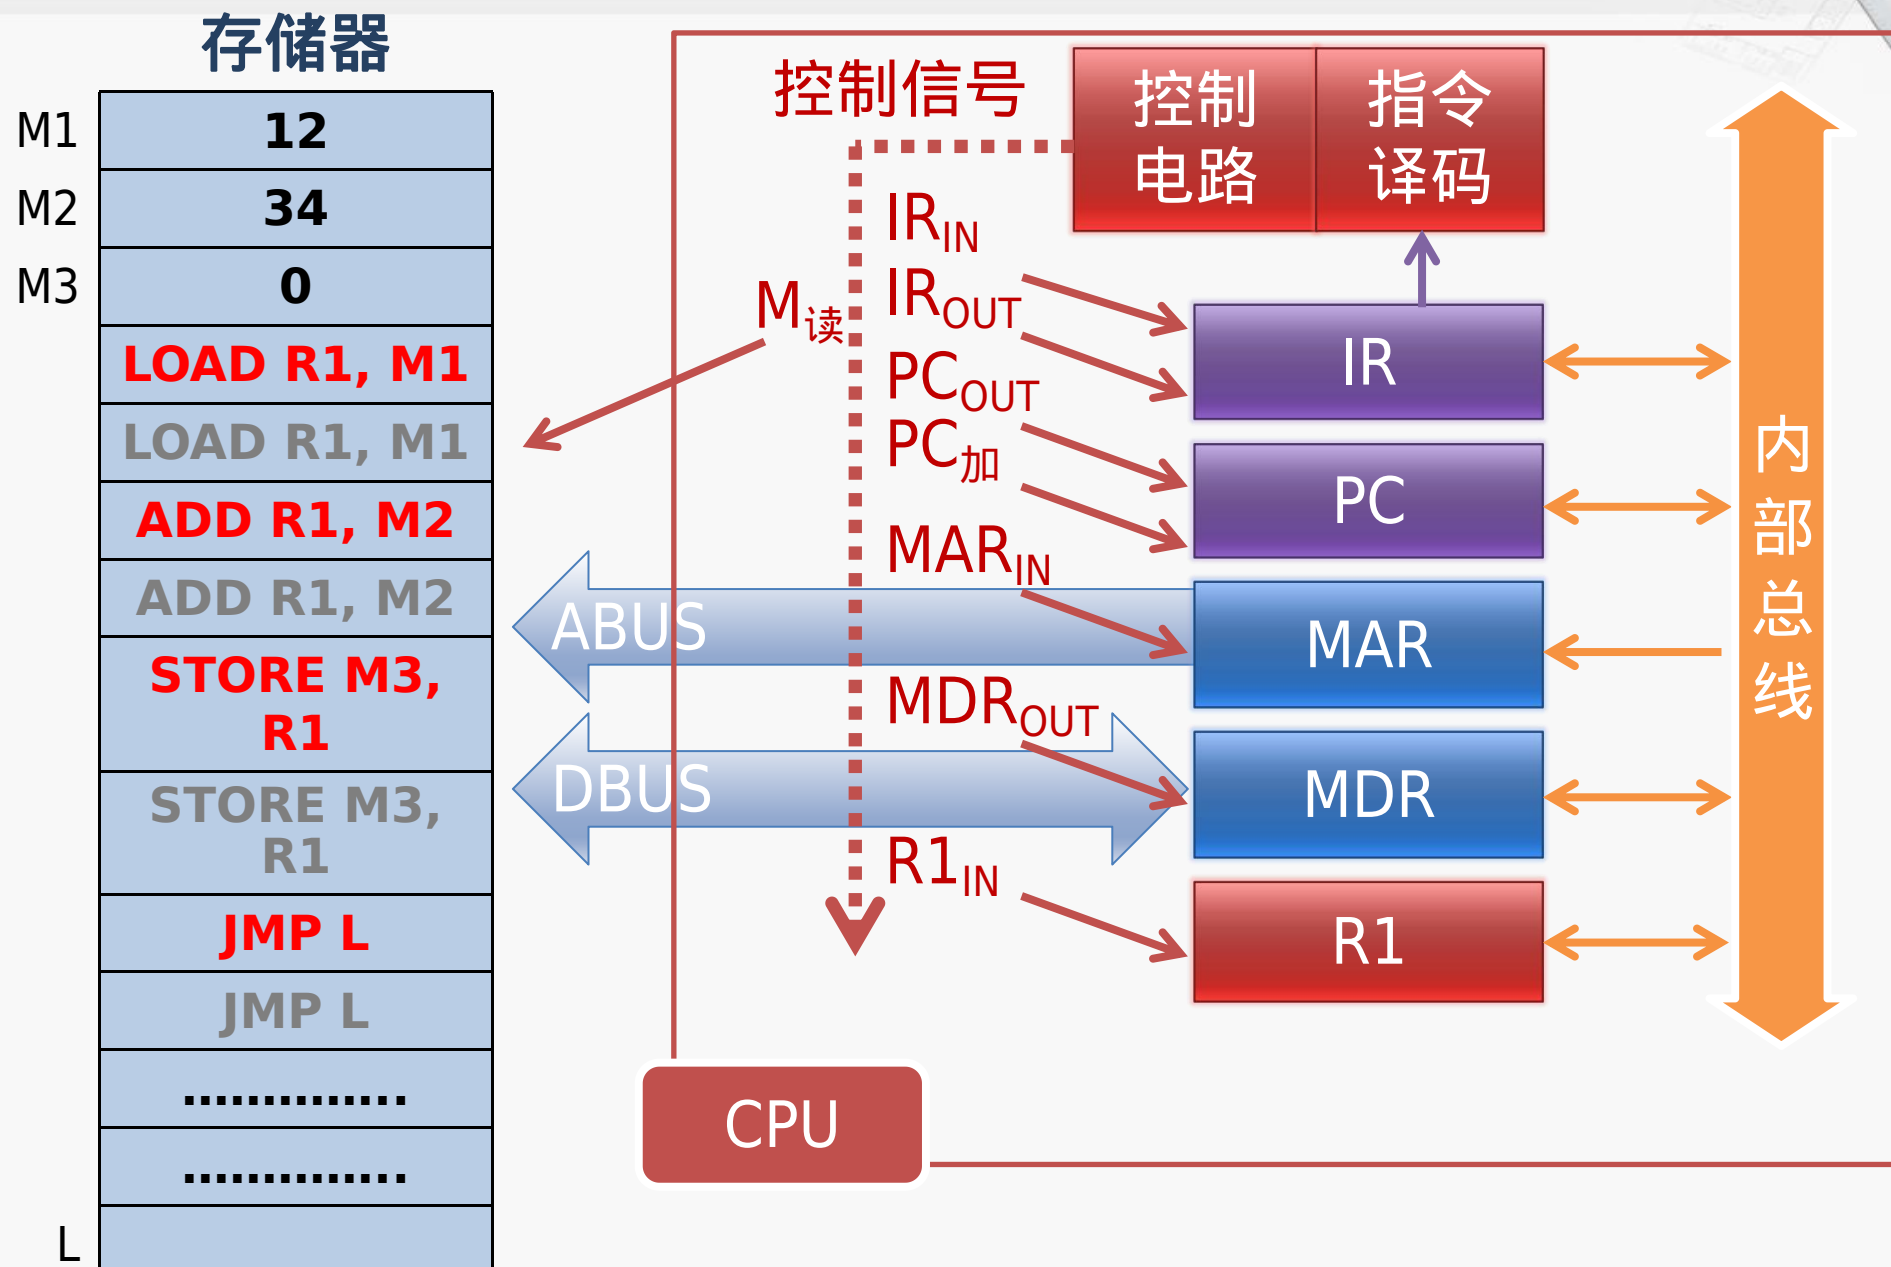 存储器
M1
12
M2
34
M3
0
LOAD R1, M1
LOAD R1, M1
ADD R1, M2
ADD R1, M2
STORE M3,
R1
STORE M3,
R1
JMP L
JMP L
..............
..............
L
控制信号
控制
电路
指令
译码
M读
IRIN
IROUT
PCOUT
PC加
MARIN
MDROUT
R1IN
ABUS
DBUS
IR
PC
MAR
MDR
R1
内
部
总
线
CPU